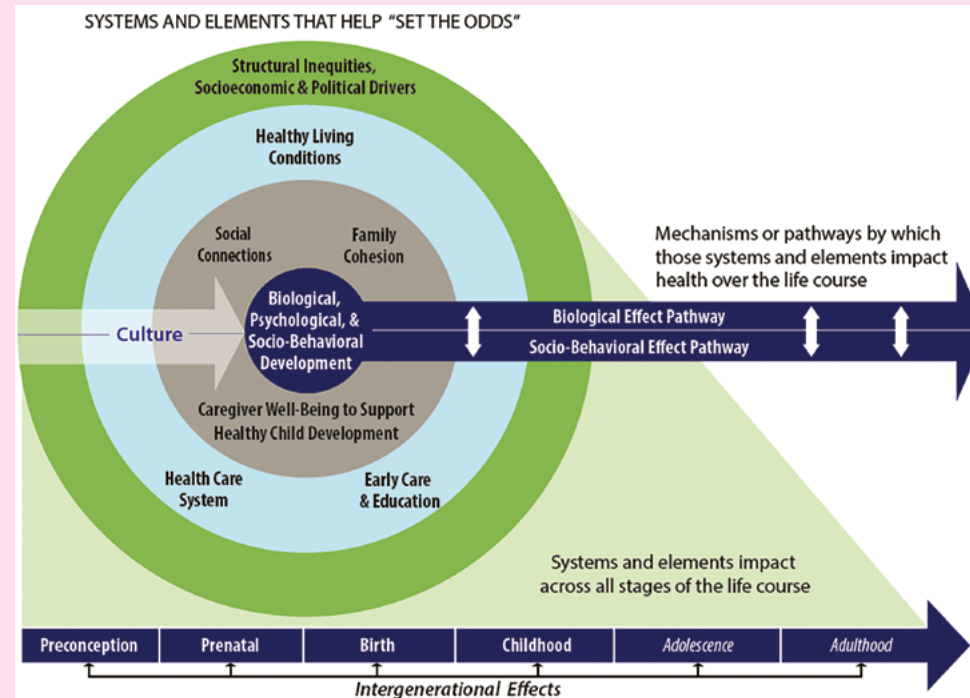 SYSTEMS AND ELEMENTS THAT HELP “SET THE ODDS”
Structural Inequities,
Socioeconomic & Political Drivers
Healthy Living
Conditions
Social
Connections
Family
Cohesion
Mechanisms or pathways by which
those systems and elements impact
health over the life course
Culture
Biological,
Psychological, &
Socio-Behavioral
Development
Biological Effect Pathway
Socio-Behavioral Effect Pathway
Caregiver Well-Being to Support
Healthy Child Development
Health Care
System
Early Care
& Education
Systems and elements impact
across all stages of the life course
Preconception
Prenatal
Birth
Childhood
Adolescence
Adulthood
Intergenerational Effects